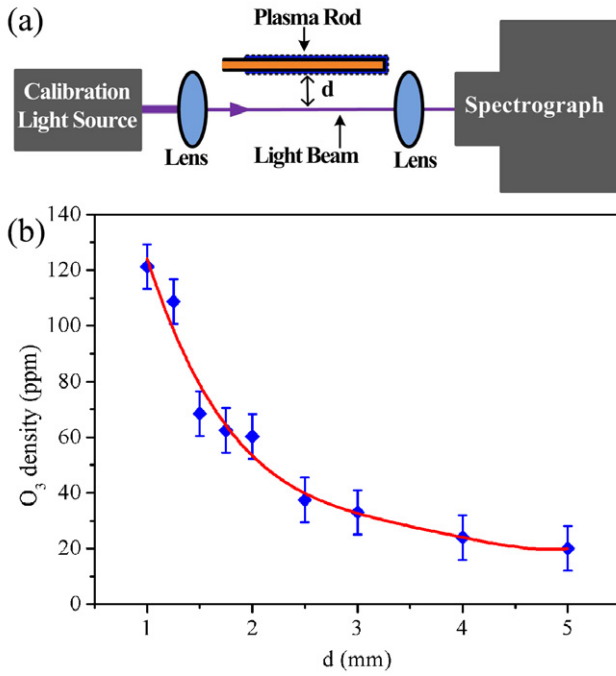 (a)
Plasma Rod
d
Calibration
Light Source
Lens
Light Beam
Lens
Spectrograph
(b)
140
120
100
80
60
40
20
0
O₃ density (ppm)
1 2 3 4 5
d (mm)